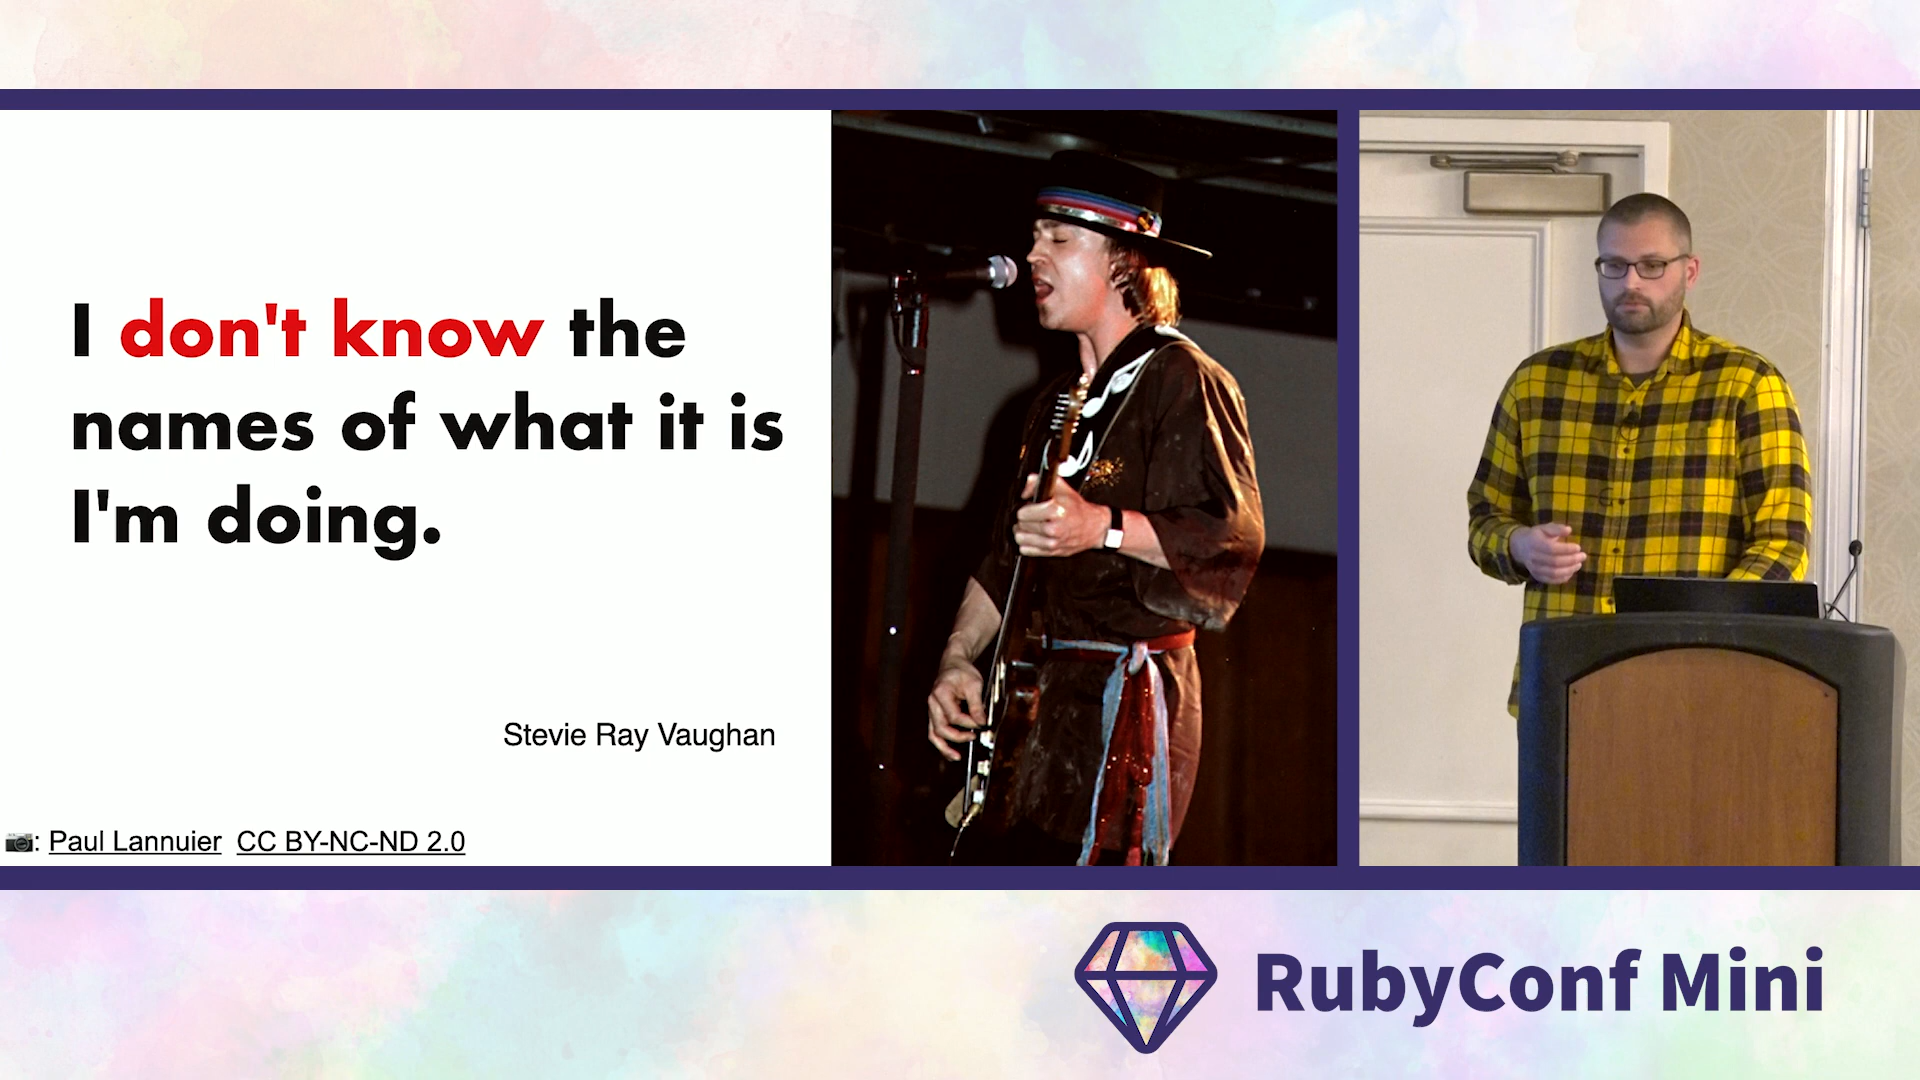 I don't know the
names of what it is
I'm doing.
Stevie Ray Vaughan
: Paul Lannuier CC BY-NC-ND 2.0
RubyConf Mini